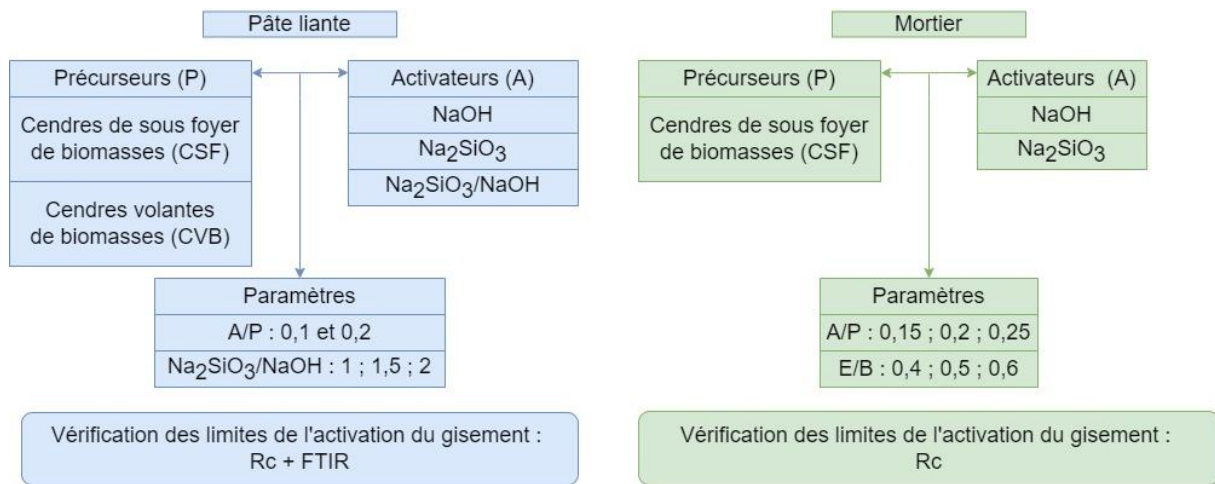 Pâte liante
Précurseurs (P)
Activateurs (A)
Cendres de sous foyer
de biomasses (CSF)
NaOH
Na₂SiO₃
Na₂SiO₃/NaOH
Cendres volantes
de biomasses (CVB)
Paramètres
A/P : 0,1 et 0,2
Na₂SiO₃/NaOH : 1 ; 1,5 ; 2
Vérification des limites de l'activation du gisement :
Rc + FTIR
Mortier
Précurseurs (P)
Activateurs (A)
Cendres de sous foyer
de biomasses (CSF)
NaOH
Na₂SiO₃
Paramètres
A/P : 0,15 ; 0,2 ; 0,25
E/B : 0,4 ; 0,5 ; 0,6
Vérification des limites de l'activation du gisement :
Rc